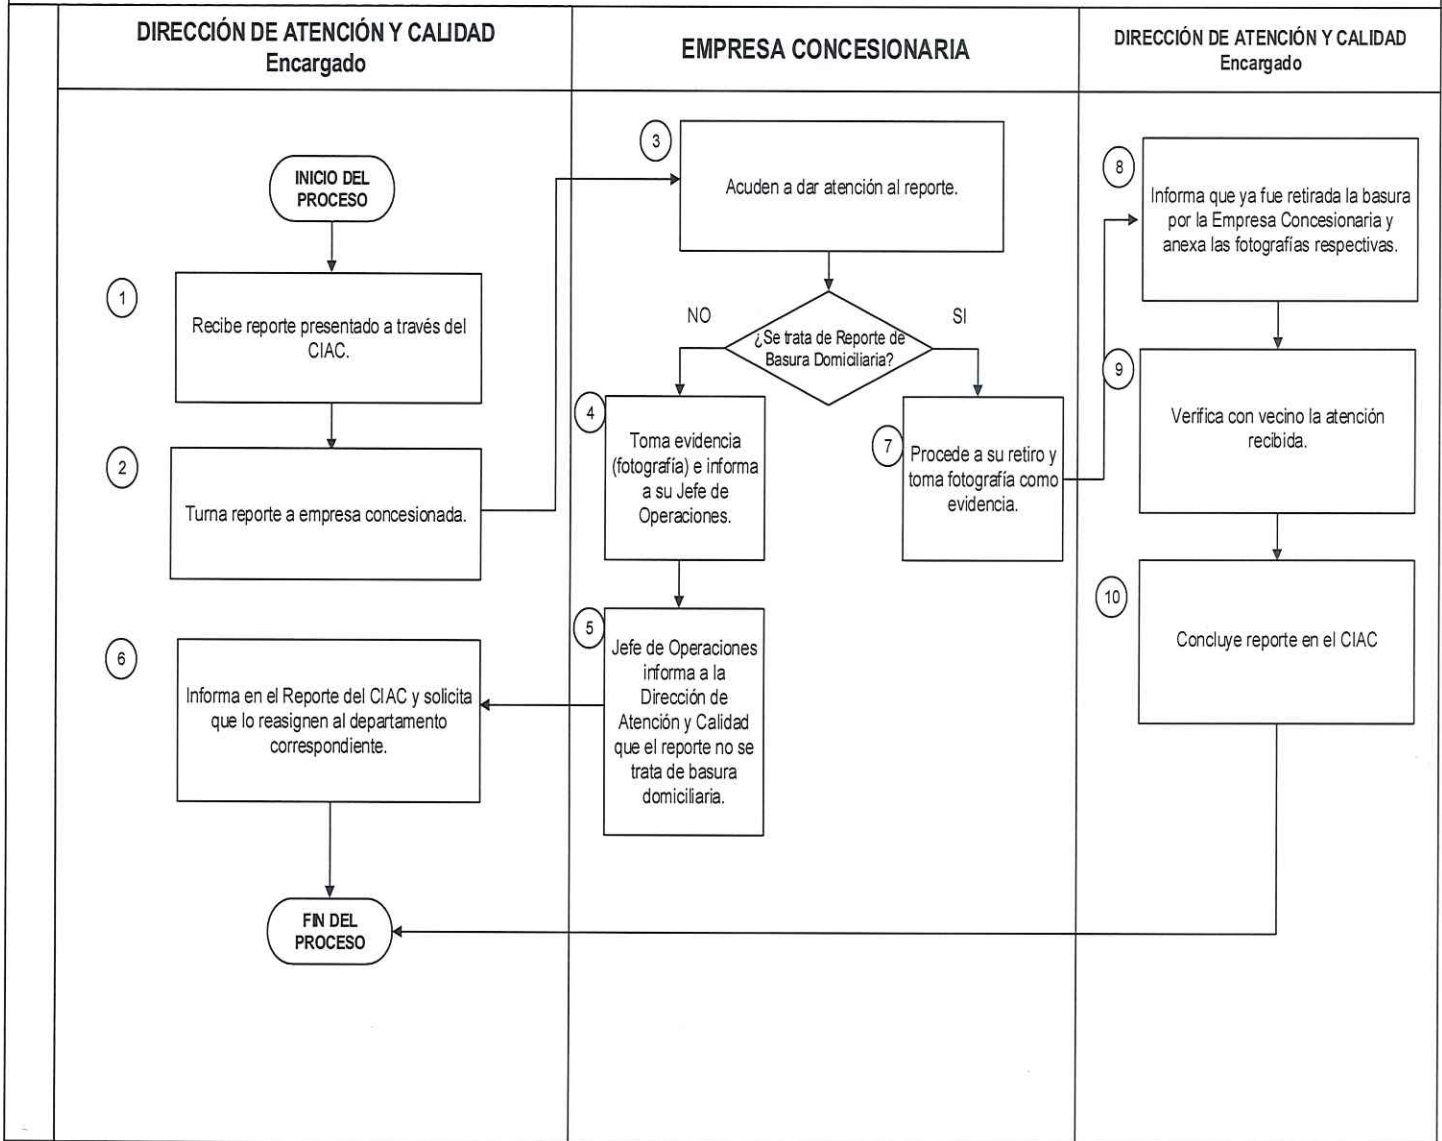 DIRECCIÓN DE ATENCIÓN Y CALIDAD
Encargado
EMPRESA CONCESIONARIA
DIRECCIÓN DE ATENCIÓN Y CALIDAD
Encargado
INICIO DEL
PROCESO
1
Recibe reporte presentado a través del
CIAC.
2
Turna reporte a empresa concesionada.
3
Acuden a dar atención al reporte.
¿Se trata de Reporte de
Basura Domiciliaria?
NO
SI
4
Toma evidencia
(fotografía) e informa
a su Jefe de
Operaciones.
5
Jefe de Operaciones
informa a la
Dirección de
Atención y Calidad
que el reporte no se
trata de basura
domiciliaria.
6
Informa en el Reporte del CIAC y solicita
que lo reasignen al departamento
correspondiente.
7
Procede a su retiro y
toma fotografía como
evidencia.
8
Informa que ya fue retirada la basura
por la Empresa Concesionaria y
anexa las fotografías respectivas.
9
Verifica con vecino la atención
recibida.
10
Concluye reporte en el CIAC
FIN DEL
PROCESO